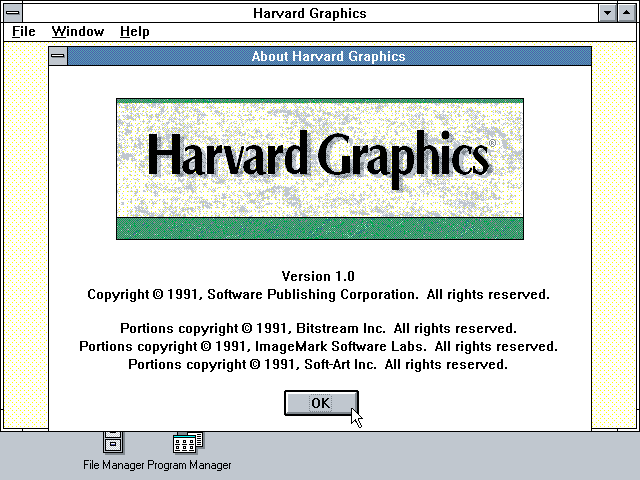 Harvard Graphics
File Window Help
About Harvard Graphics
Harvard Graphics®
Version 1.0
Copyright © 1991, Software Publishing Corporation. All rights reserved.
Portions copyright © 1991, Bitstream Inc. All rights reserved.
Portions copyright © 1991, ImageMark Software Labs. All rights reserved.
Portions copyright © 1991, Soft-Art Inc. All rights reserved.
OK
File Manager Program Manager